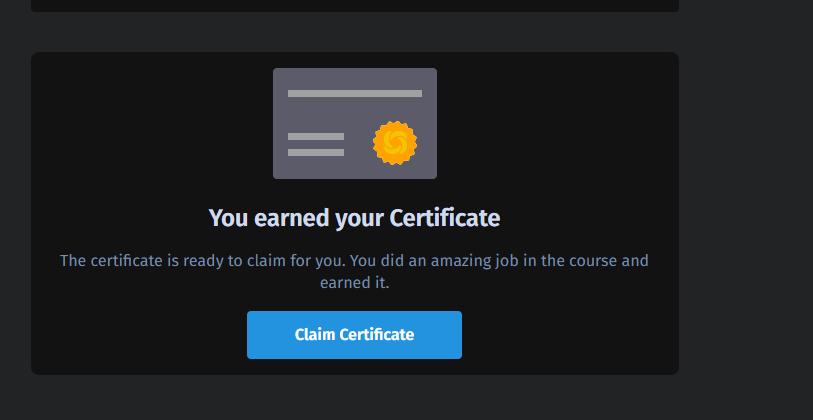 You earned your Certificate
The certificate is ready to claim for you. You did an amazing job in the course and
earned it.
Claim Certificate